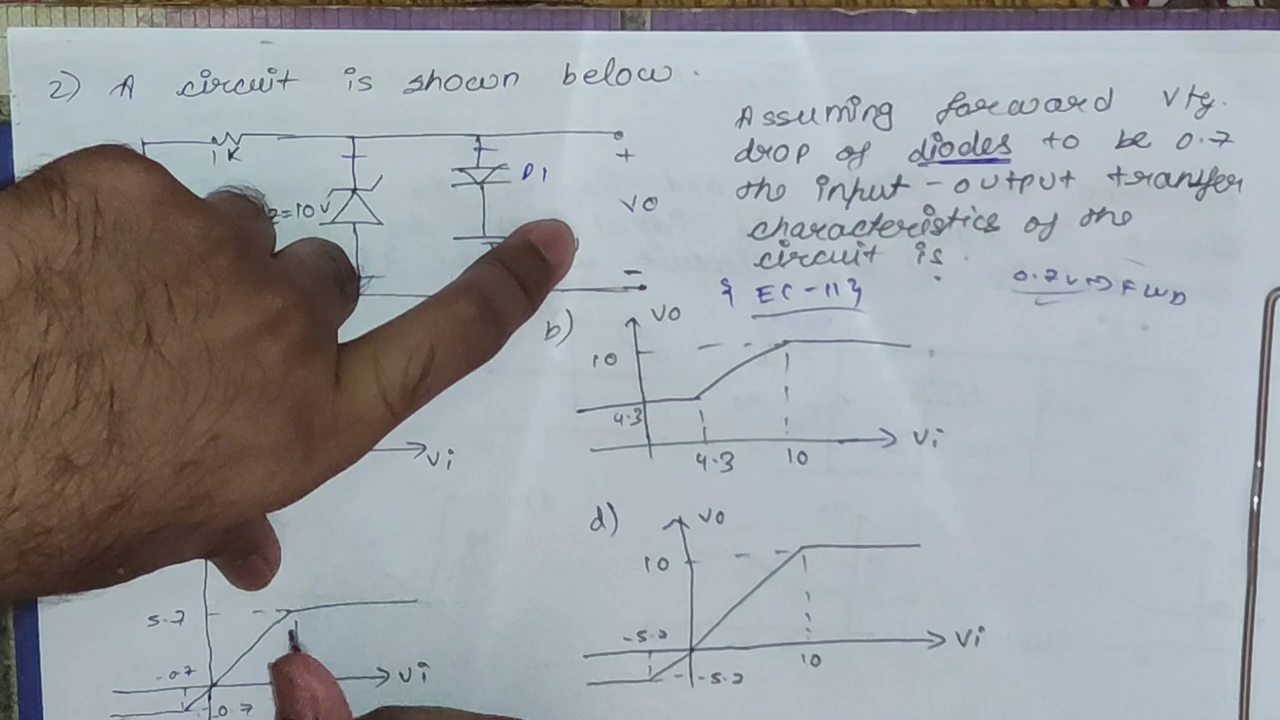 2) A circuit is shown below.
Assuming forward Vtg.
drop of diodes to be 0.7
the input-output transfer
characteristics of the
circuit is.
{ EC-11}
0.7V → FWD
1K
=10V
D1
+
VO
-
b)
VO
10
4.3
4.3
10
Vi
Vi
d)
VO
10
-5.7
-5.7
10
Vi
5.7
-0.7
-0.7
Vi